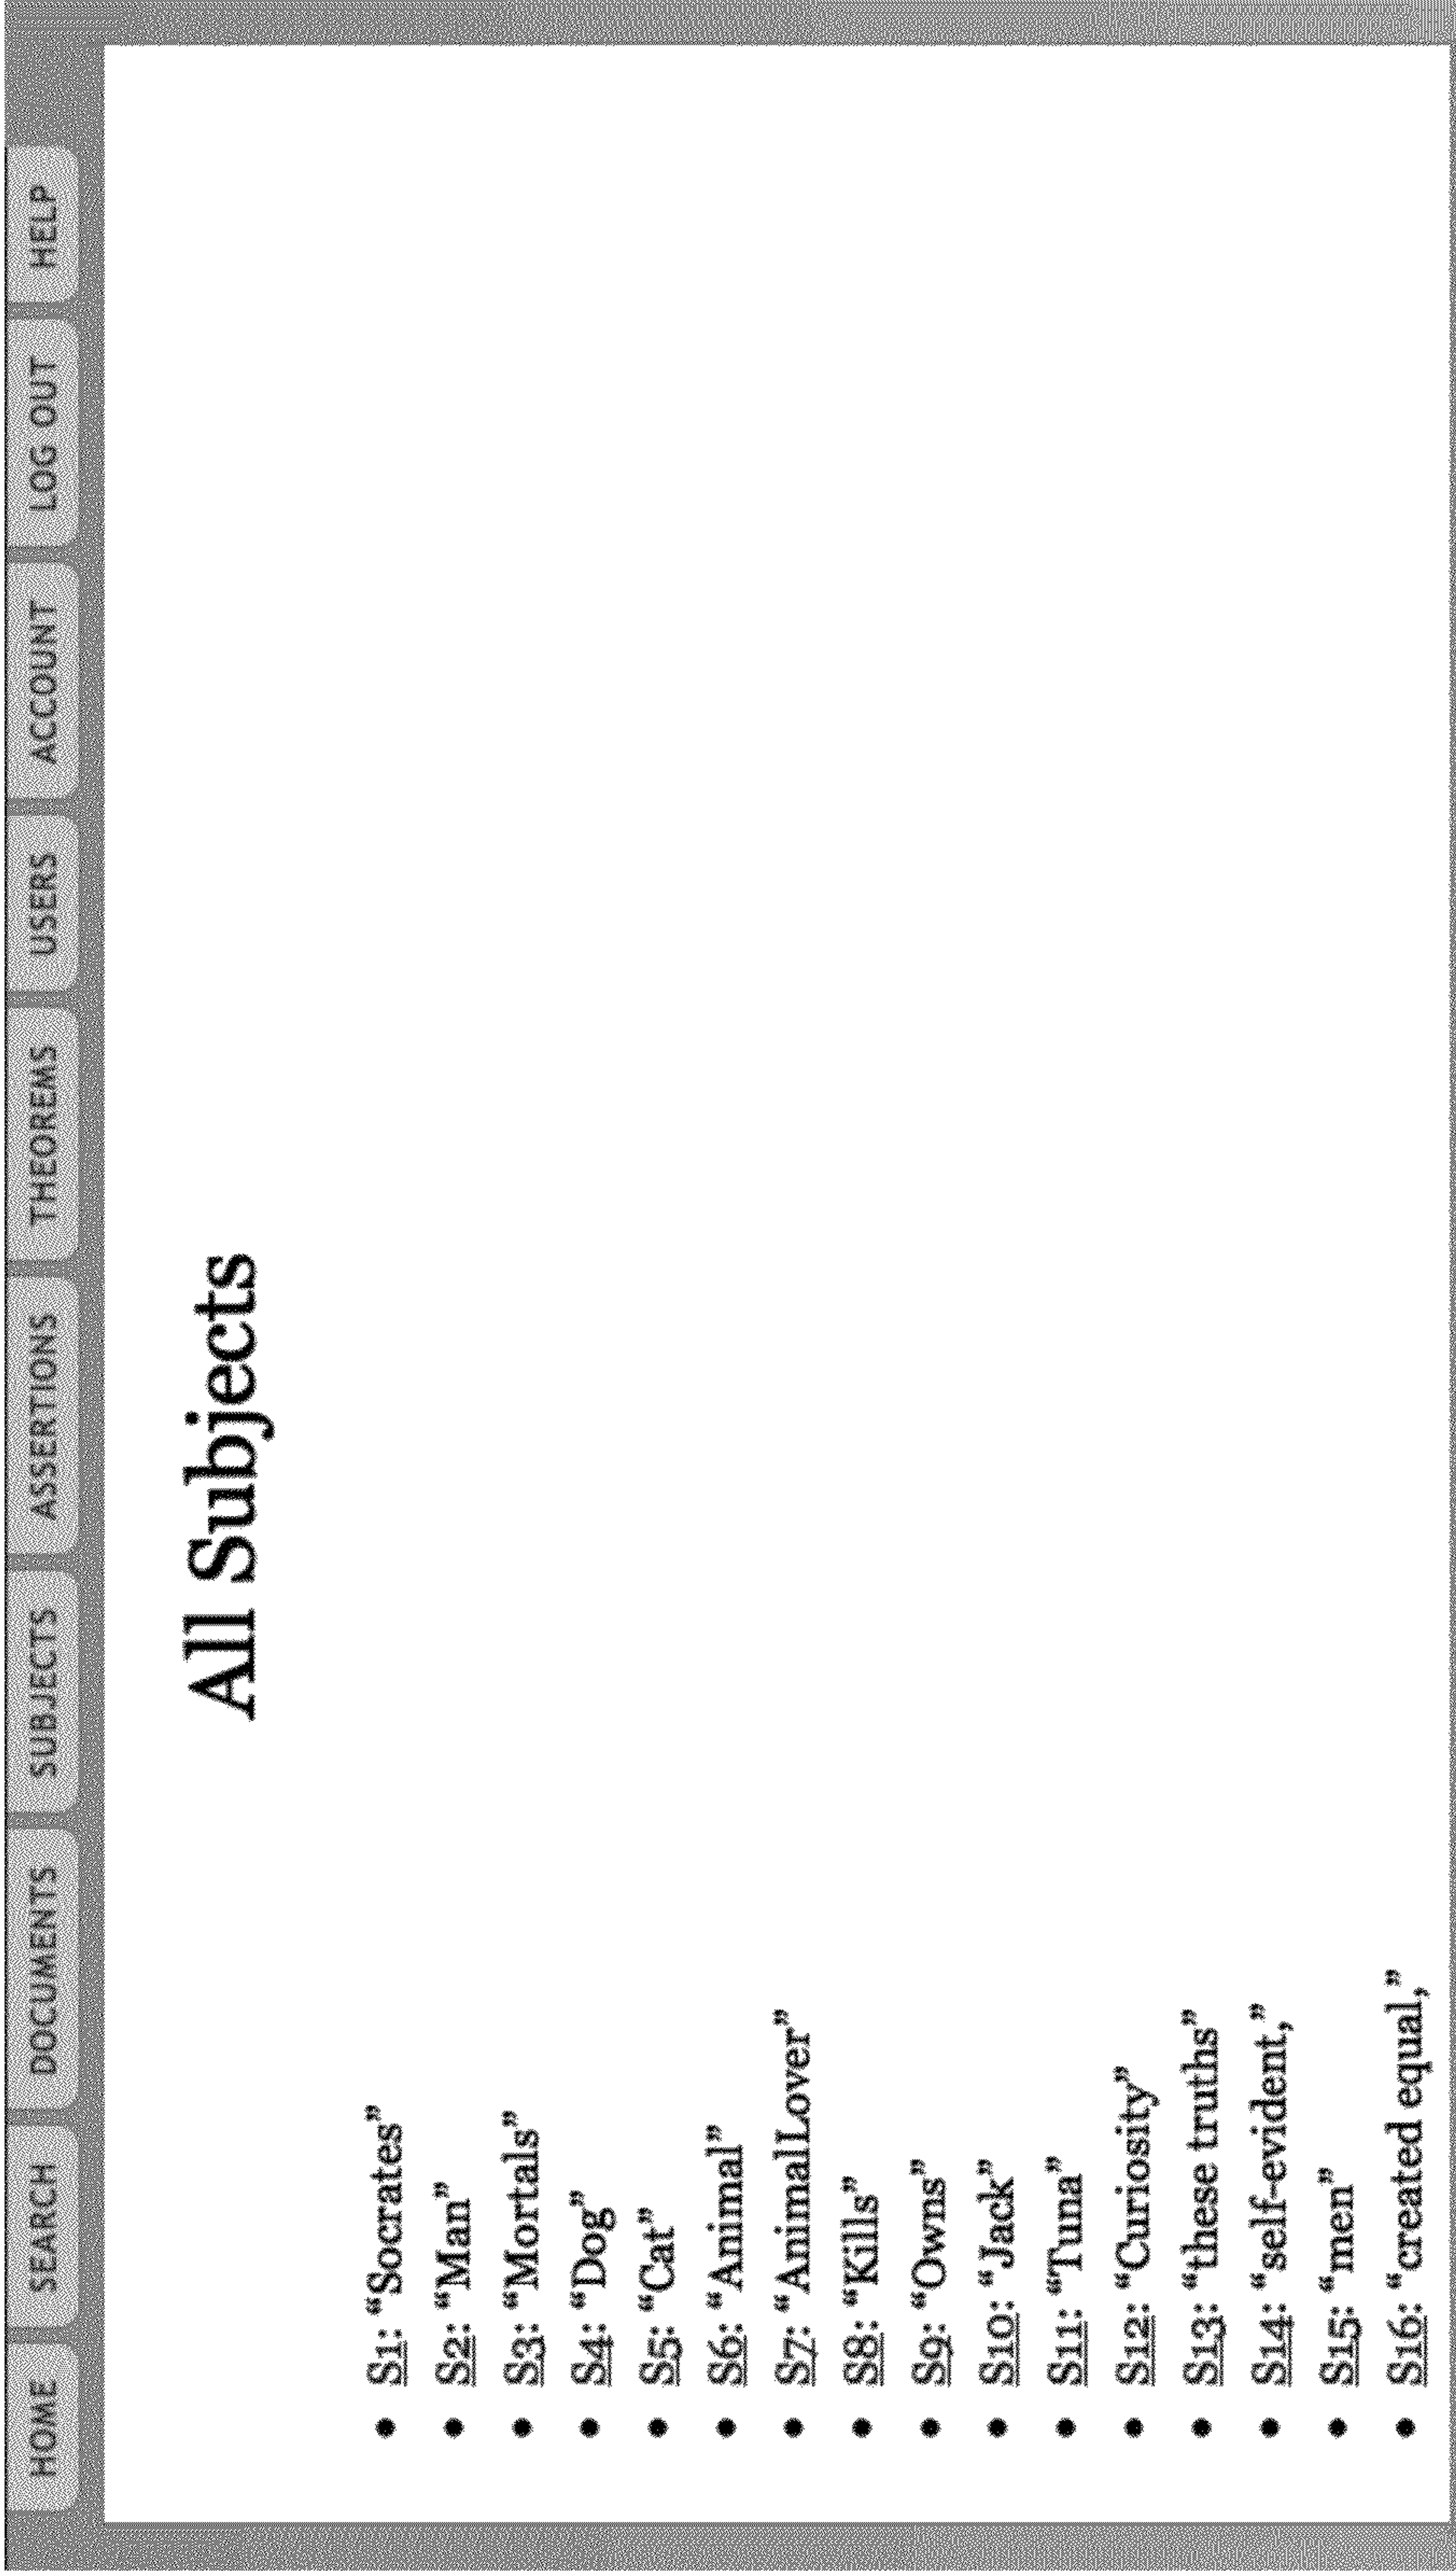 HOME SEARCH DOCUMENTS SUBJECTS ASSERTIONS THEOREMS USERS ACCOUNT LOG OUT HELP
All Subjects
• S1: “Socrates”
• S2: “Man”
• S3: “Mortals”
• S4: “Dog”
• S5: “Cat”
• S6: “Animal”
• S7: “AnimalLover”
• S8: “Kills”
• S9: “Owns”
• S10: “Jack”
• S11: “Tuna”
• S12: “Curiosity”
• S13: “these truths”
• S14: “self-evident,”
• S15: “men”
• S16: “created equal,”